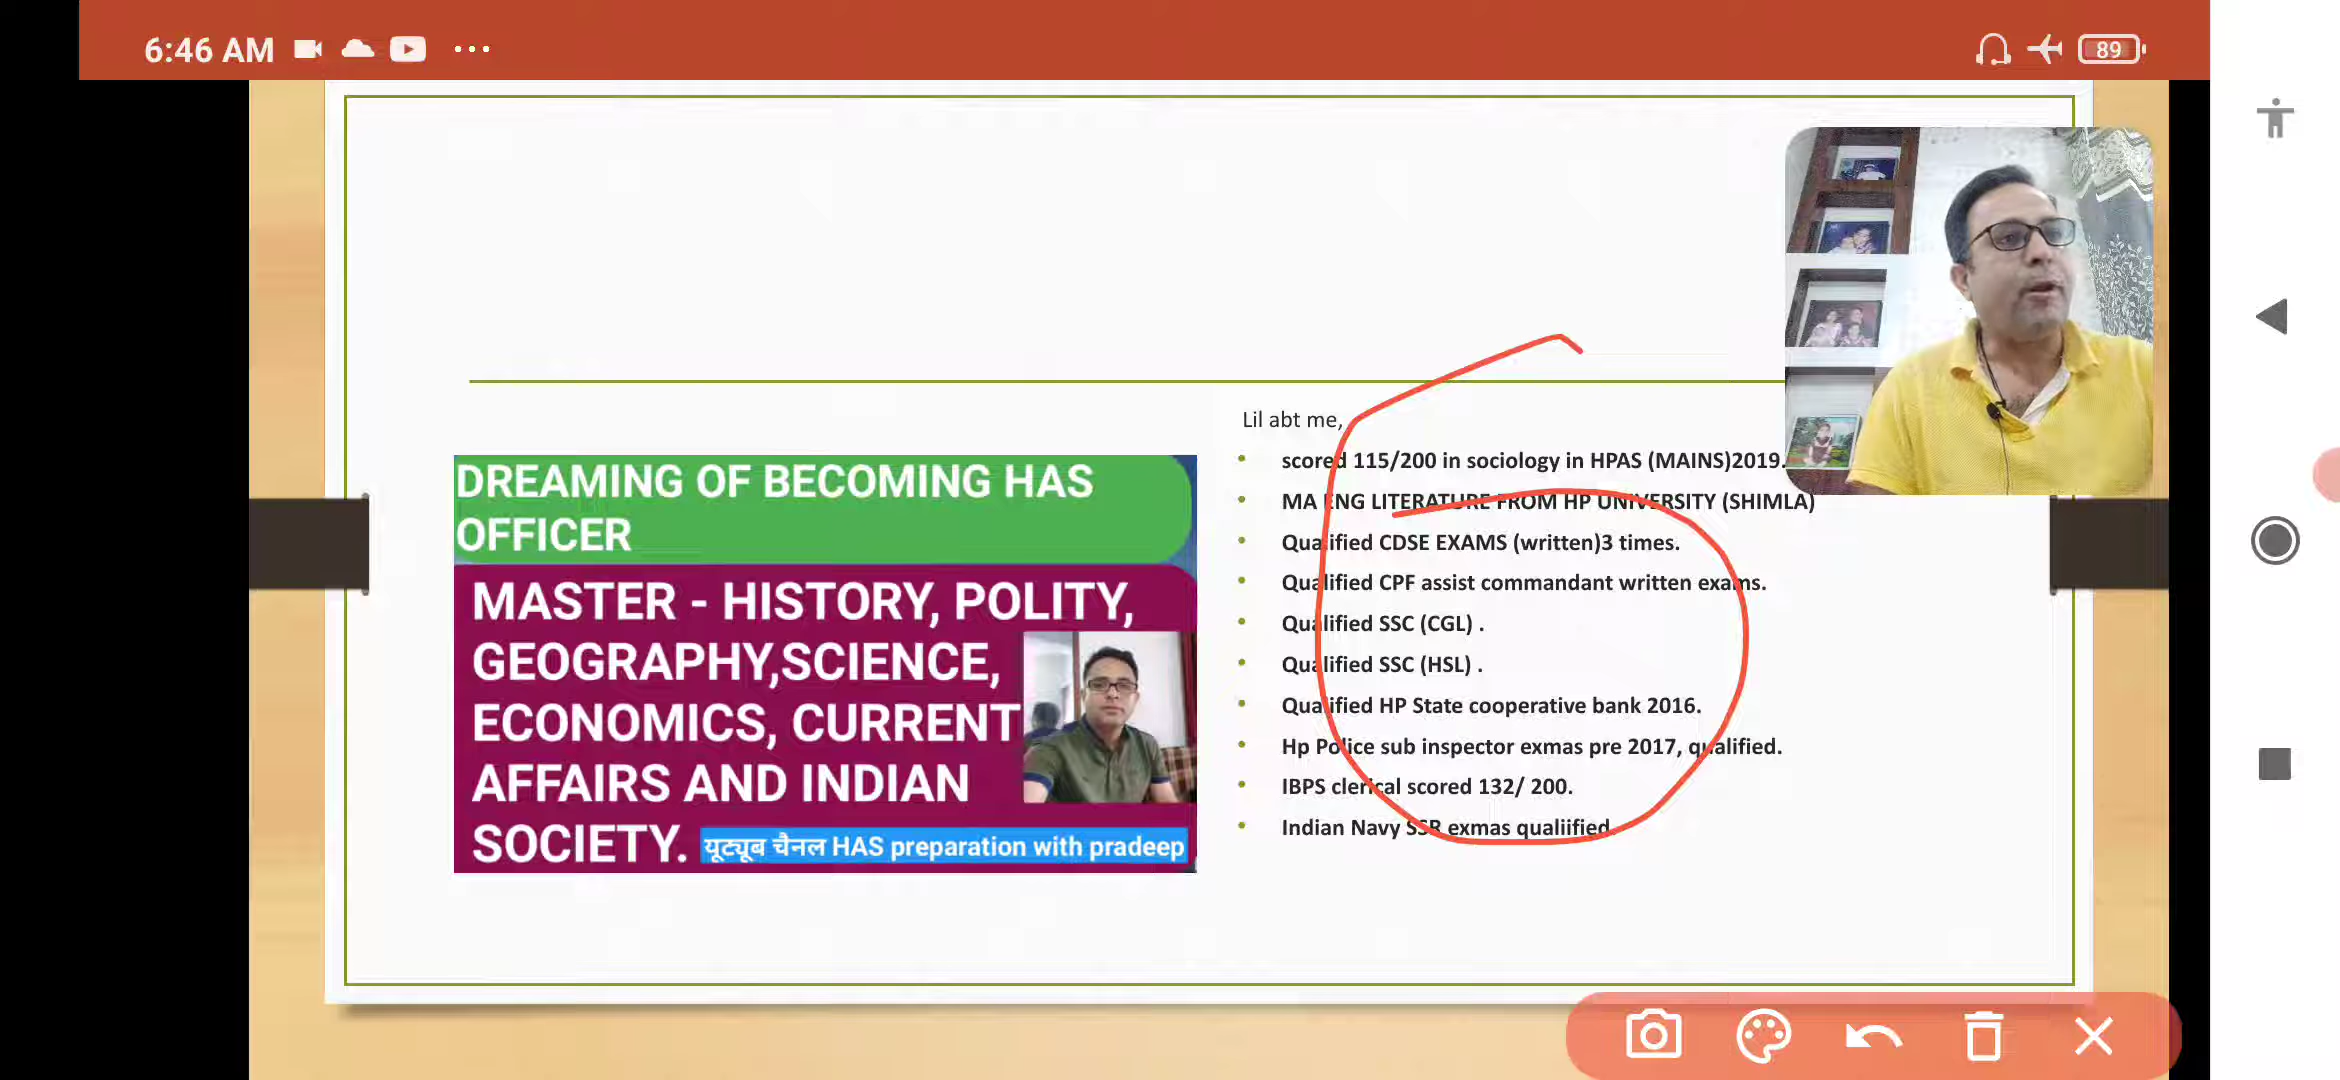 6:46 AM
89
DREAMING OF BECOMING HAS
OFFICER
MASTER - HISTORY, POLITY,
GEOGRAPHY,SCIENCE,
ECONOMICS, CURRENT
AFFAIRS AND INDIAN
SOCIETY.
यूट्यूब चैनल HAS preparation with pradeep
Lil abt me,
• scored 115/200 in sociology in HPAS (MAINS)2019.
• MA ENG LITERATURE FROM HP UNIVERSITY (SHIMLA)
• Qualified CDSE EXAMS (written)3 times.
• Qualified CPF assist commandant written exams.
• Qualified SSC (CGL) .
• Qualified SSC (HSL) .
• Qualified HP State cooperative bank 2016.
• Hp Police sub inspector exmas pre 2017, qualified.
• IBPS clerical scored 132/ 200.
• Indian Navy SSR exmas qualiified.